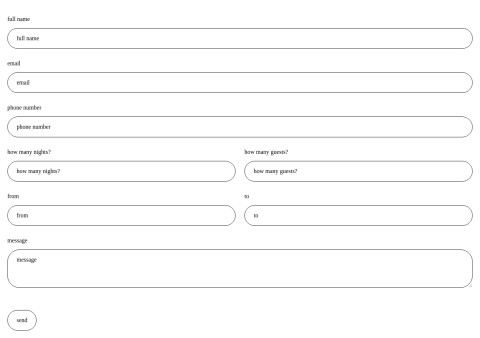 full name
full name
email
email
phone number
phone number
how many nights? how many guests?
how many nights? how many guests?
from to
from to
message
message
send